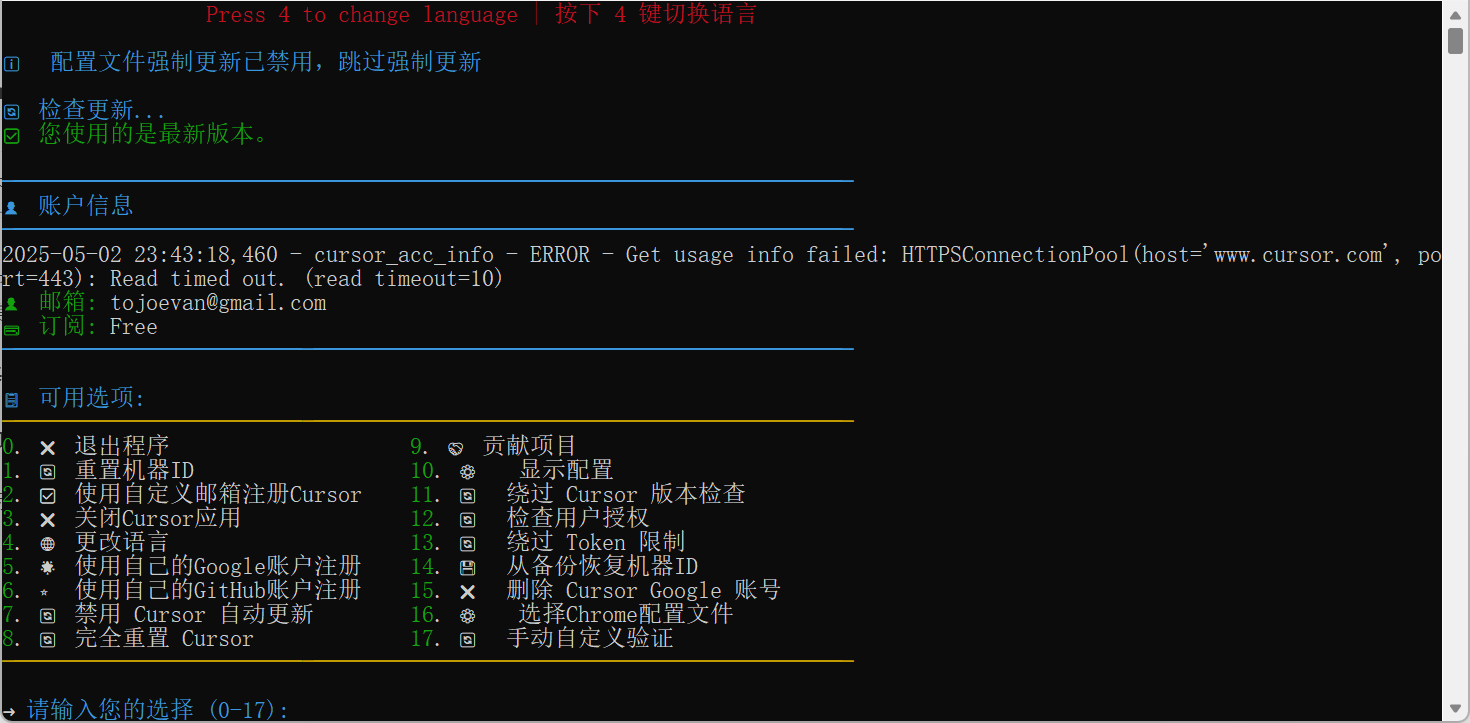 Press 4 to change language | 按下 4 键切换语言
配置文件强制更新已禁用，跳过强制更新
检查更新...
您使用的是最新版本。
账户信息
2025-05-02 23:43:18,460 - cursor_acc_info - ERROR - Get usage info failed: HTTPSConnectionPool(host='www.cursor.com', po
rt=443): Read timed out. (read timeout=10)
邮箱: tojoevan@gmail.com
订阅: Free
可用选项:
0. 退出程序 9. 贡献项目
1. 重置机器ID 10. 显示配置
2. 使用自定义邮箱注册Cursor 11. 绕过 Cursor 版本检查
3. 关闭Cursor应用 12. 检查用户授权
4. 更改语言 13. 绕过 Token 限制
5. 使用自己的Google账户注册 14. 从备份恢复机器ID
6. 使用自己的GitHub账户注册 15. 删除 Cursor Google 账号
7. 禁用 Cursor 自动更新 16. 选择Chrome配置文件
8. 完全重置 Cursor 17. 手动自定义验证
→ 请输入您的选择 (0-17):